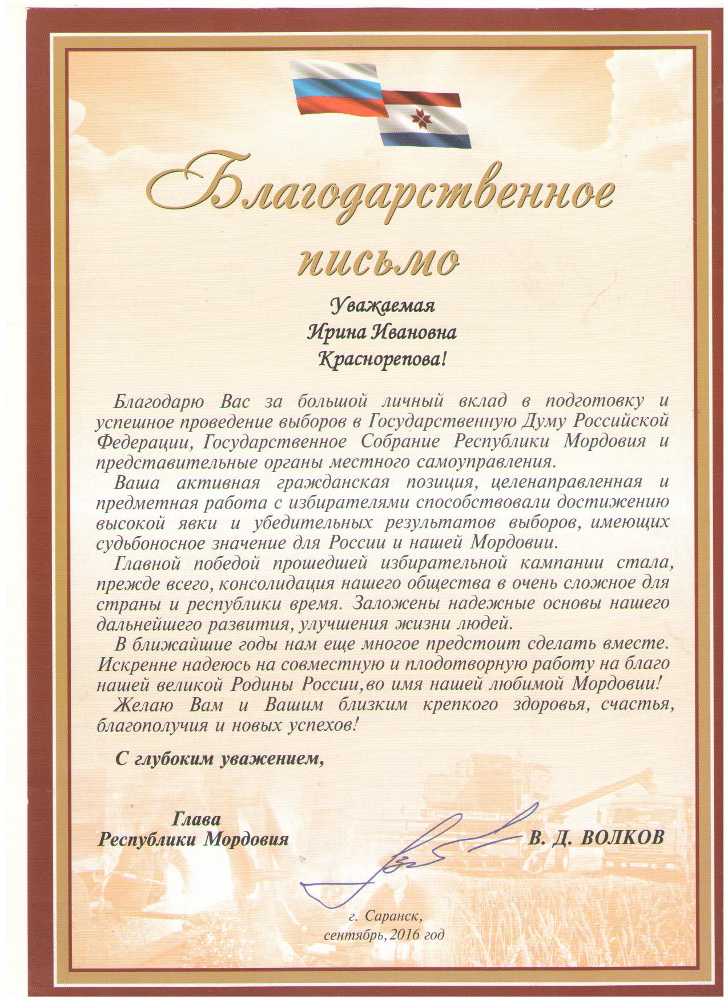 Благодарственное
письмо
Уважаемая
Ирина Ивановна
Краснорепова!
Благодарю Вас за большой личный вклад в подготовку и
успешное проведение выборов в Государственную Думу Российской
Федерации, Государственное Собрание Республики Мордовия и
представительные органы местного самоуправления.
Ваша активная гражданская позиция, целенаправленная и
предметная работа с избирателями способствовали достижению
высокой явки и убедительных результатов выборов, имеющих
судьбоносное значение для России и нашей Мордовии.
Главной победой прошедшей избирательной кампании стала,
прежде всего, консолидация нашего общества в очень сложное для
страны и республики время. Заложены надежные основы нашего
дальнейшего развития, улучшения жизни людей.
В ближайшие годы нам еще многое предстоит сделать вместе.
Искренне надеюсь на совместную и плодотворную работу на благо
нашей великой Родины России, во имя нашей любимой Мордовии!
Желаю Вам и Вашим близким крепкого здоровья, счастья,
благополучия и новых успехов!
С глубоким уважением,
Глава
Республики Мордовия
В. Д. ВОЛКОВ
г. Саранск,
сентябрь, 2016 год